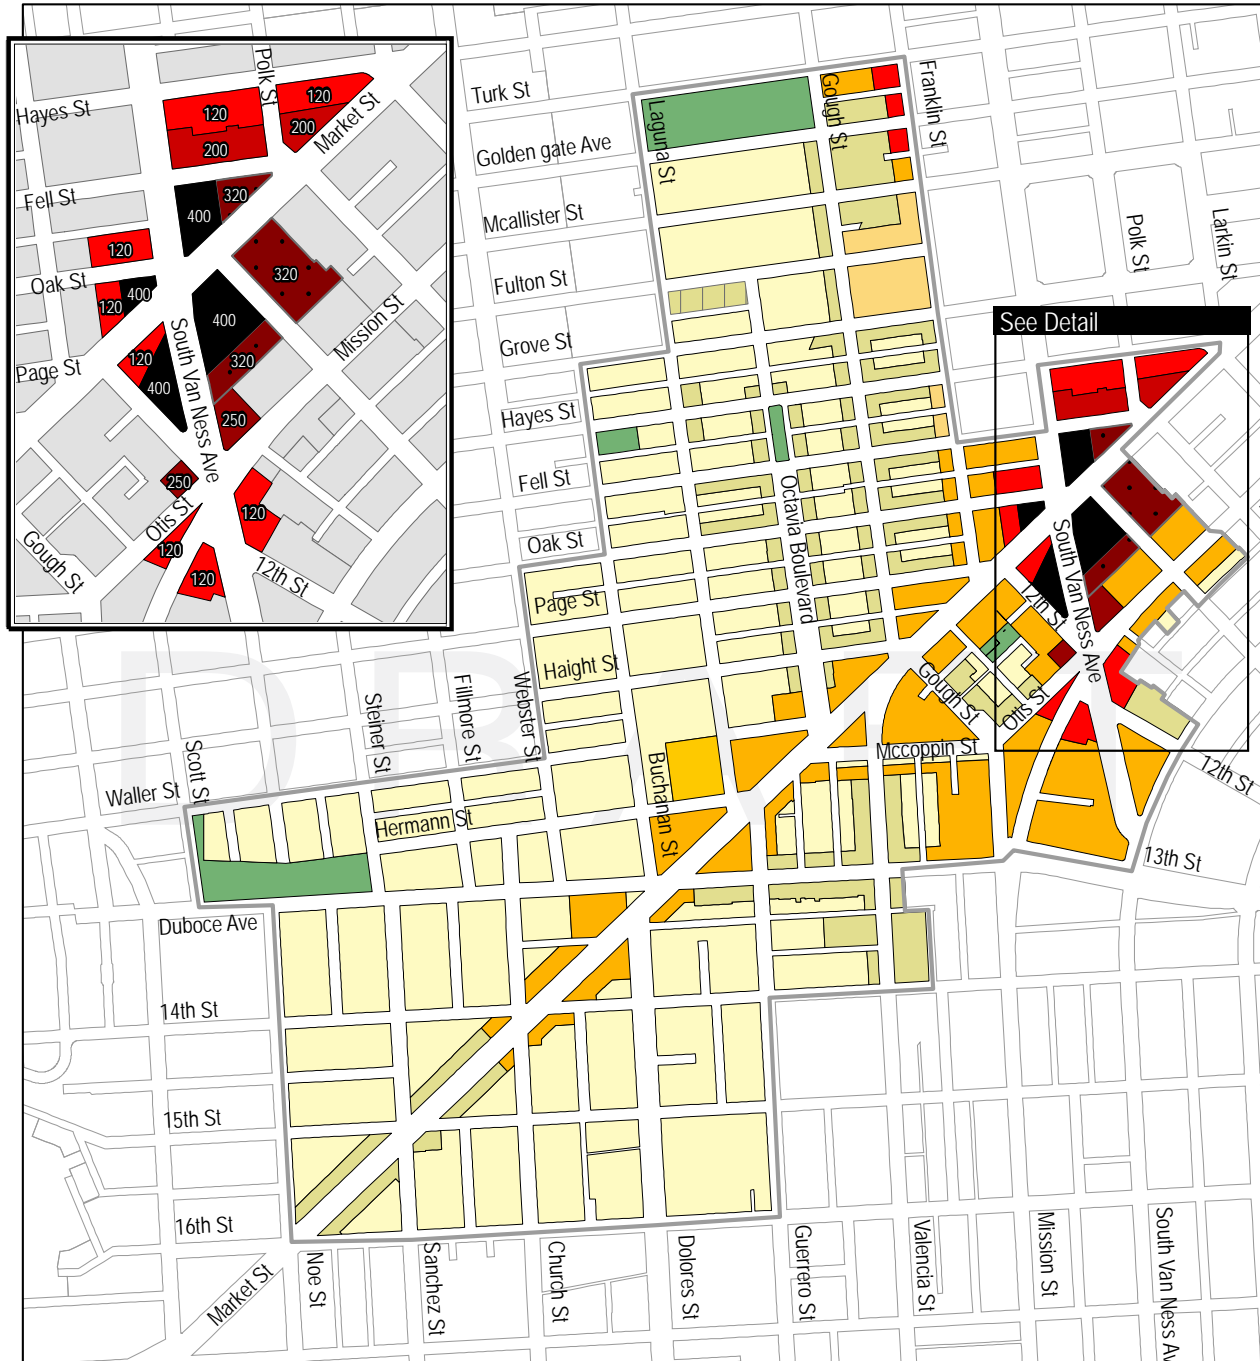 Hayes St
Polk St
120
120
200
200
Market St
Fell St
400
320
120
320
Oak St
400
120
400
South Van Ness Ave
Mission St
Page St
120
320
400
250
250
Otis St
120
120
Gough St
120
12th St
Turk St
Golden gate Ave
Mcallister St
Fulton St
Grove St
Hayes St
Fell St
Oak St
Page St
Haight St
Laguna St
Gough St
Franklin St
Polk St
Larkin St
See Detail
Octavia Boulevard
South Van Ness Ave
12th St
Gough St
Otis St
Mccoppin St
12th St
13th St
DRAFT
Scott St
Steiner St
Fillmore St
Webster St
Buchanan St
Waller St
Hermann St
Duboce Ave
14th St
15th St
16th St
Market St
Noe St
Sanchez St
Church St
Dolores St
Guerrero St
Valencia St
Mission St
South Van Ness Av